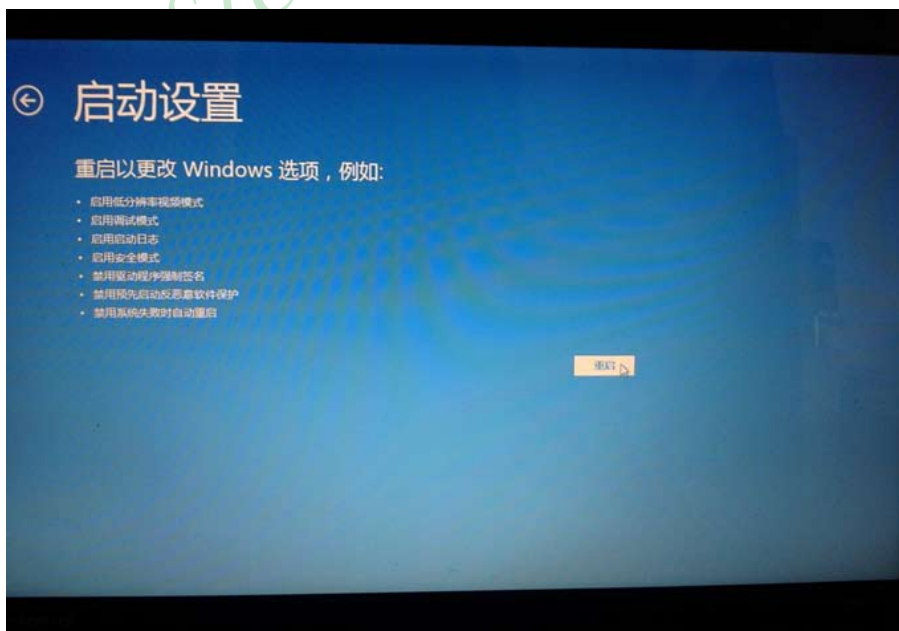 启动设置
重启以更改 Windows 选项，例如:
• 启用低分辨率视频模式
• 启用调试模式
• 启用启动日志
• 启用安全模式
• 禁用驱动程序强制签名
• 禁用预先启动反恶意软件保护
• 禁用系统失败时自动重启
重启